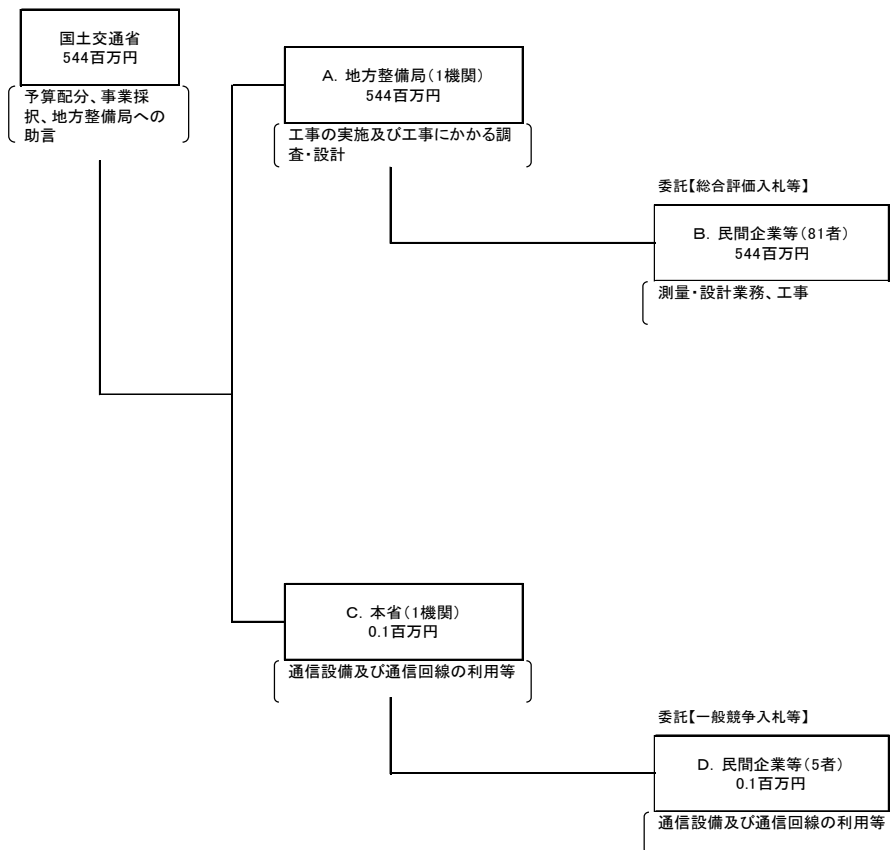 国土交通省
544百万円
予算配分、事業採
択、地方整備局への
助言
A. 地方整備局(1機関)
544百万円
工事の実施及び工事にかかる調
査・設計
委託【総合評価入札等】
B. 民間企業等(81者)
544百万円
測量・設計業務、工事
C. 本省(1機関)
0.1百万円
通信設備及び通信回線の利用等
委託【一般競争入札等】
D. 民間企業等(5者)
0.1百万円
通信設備及び通信回線の利用等